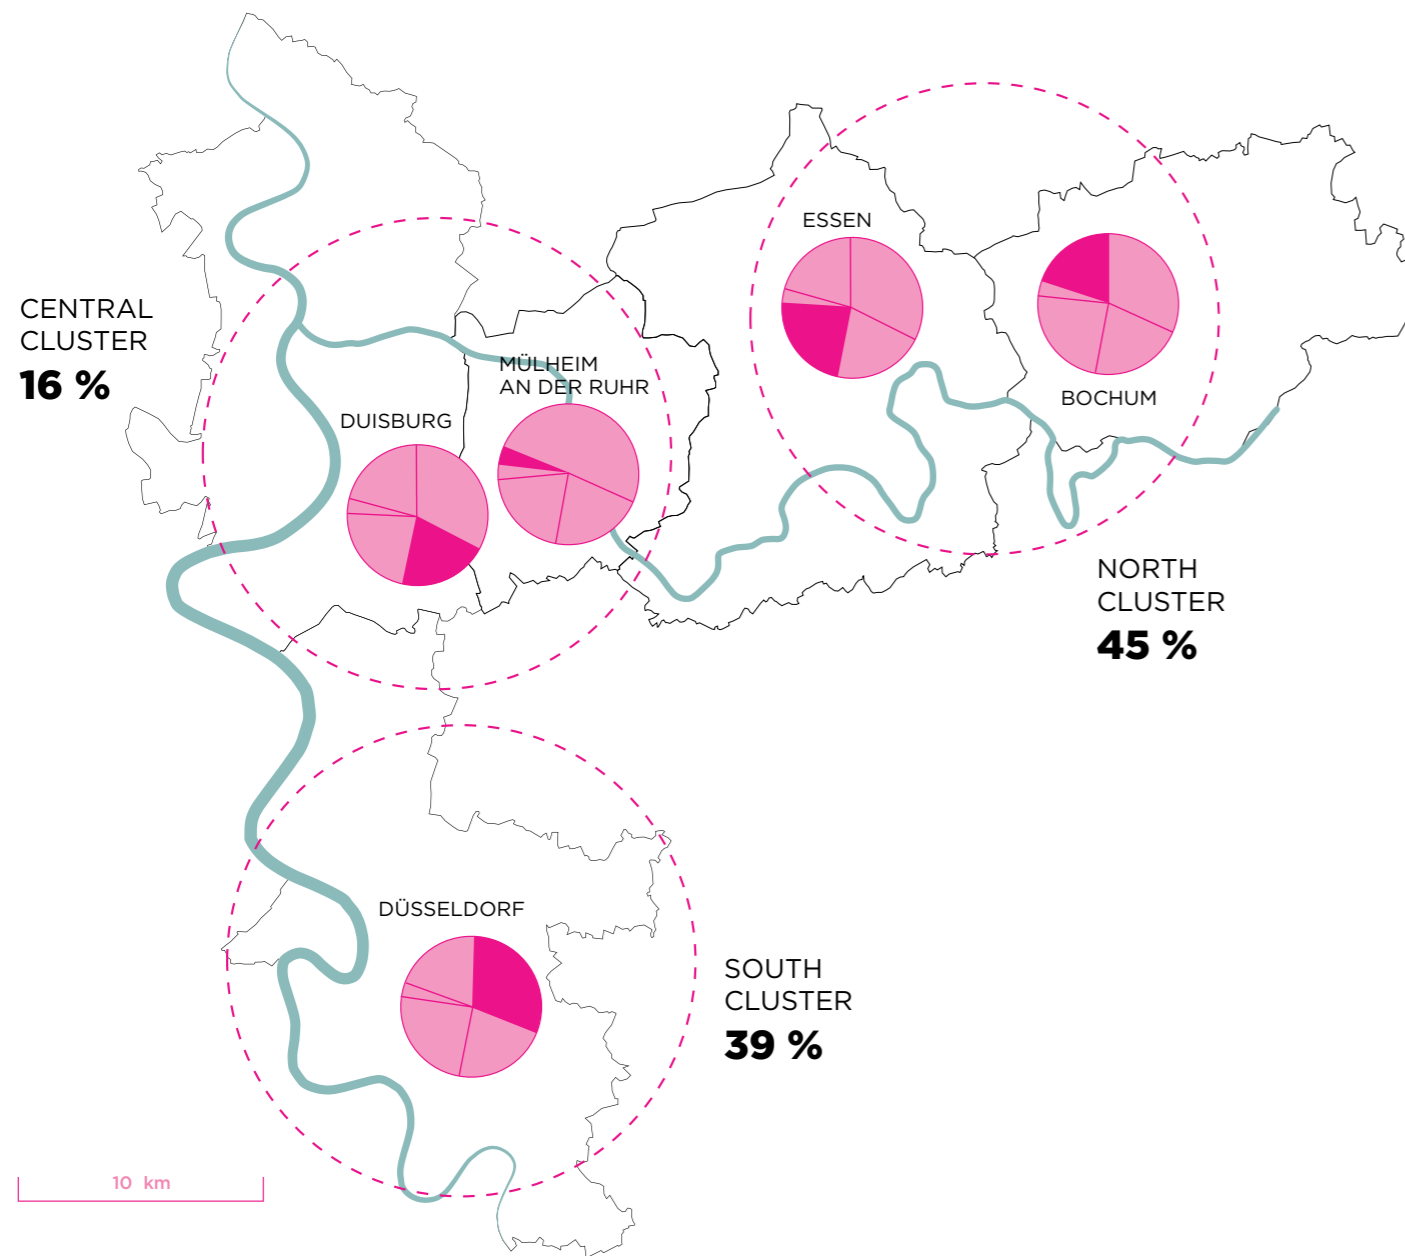 ESSEN
BOCHUM
CENTRAL
CLUSTER
16 %
MÜLHEIM
AN DER RUHR
DUISBURG
NORTH
CLUSTER
45 %
DÜSSELDORF
SOUTH
CLUSTER
39 %
10 km